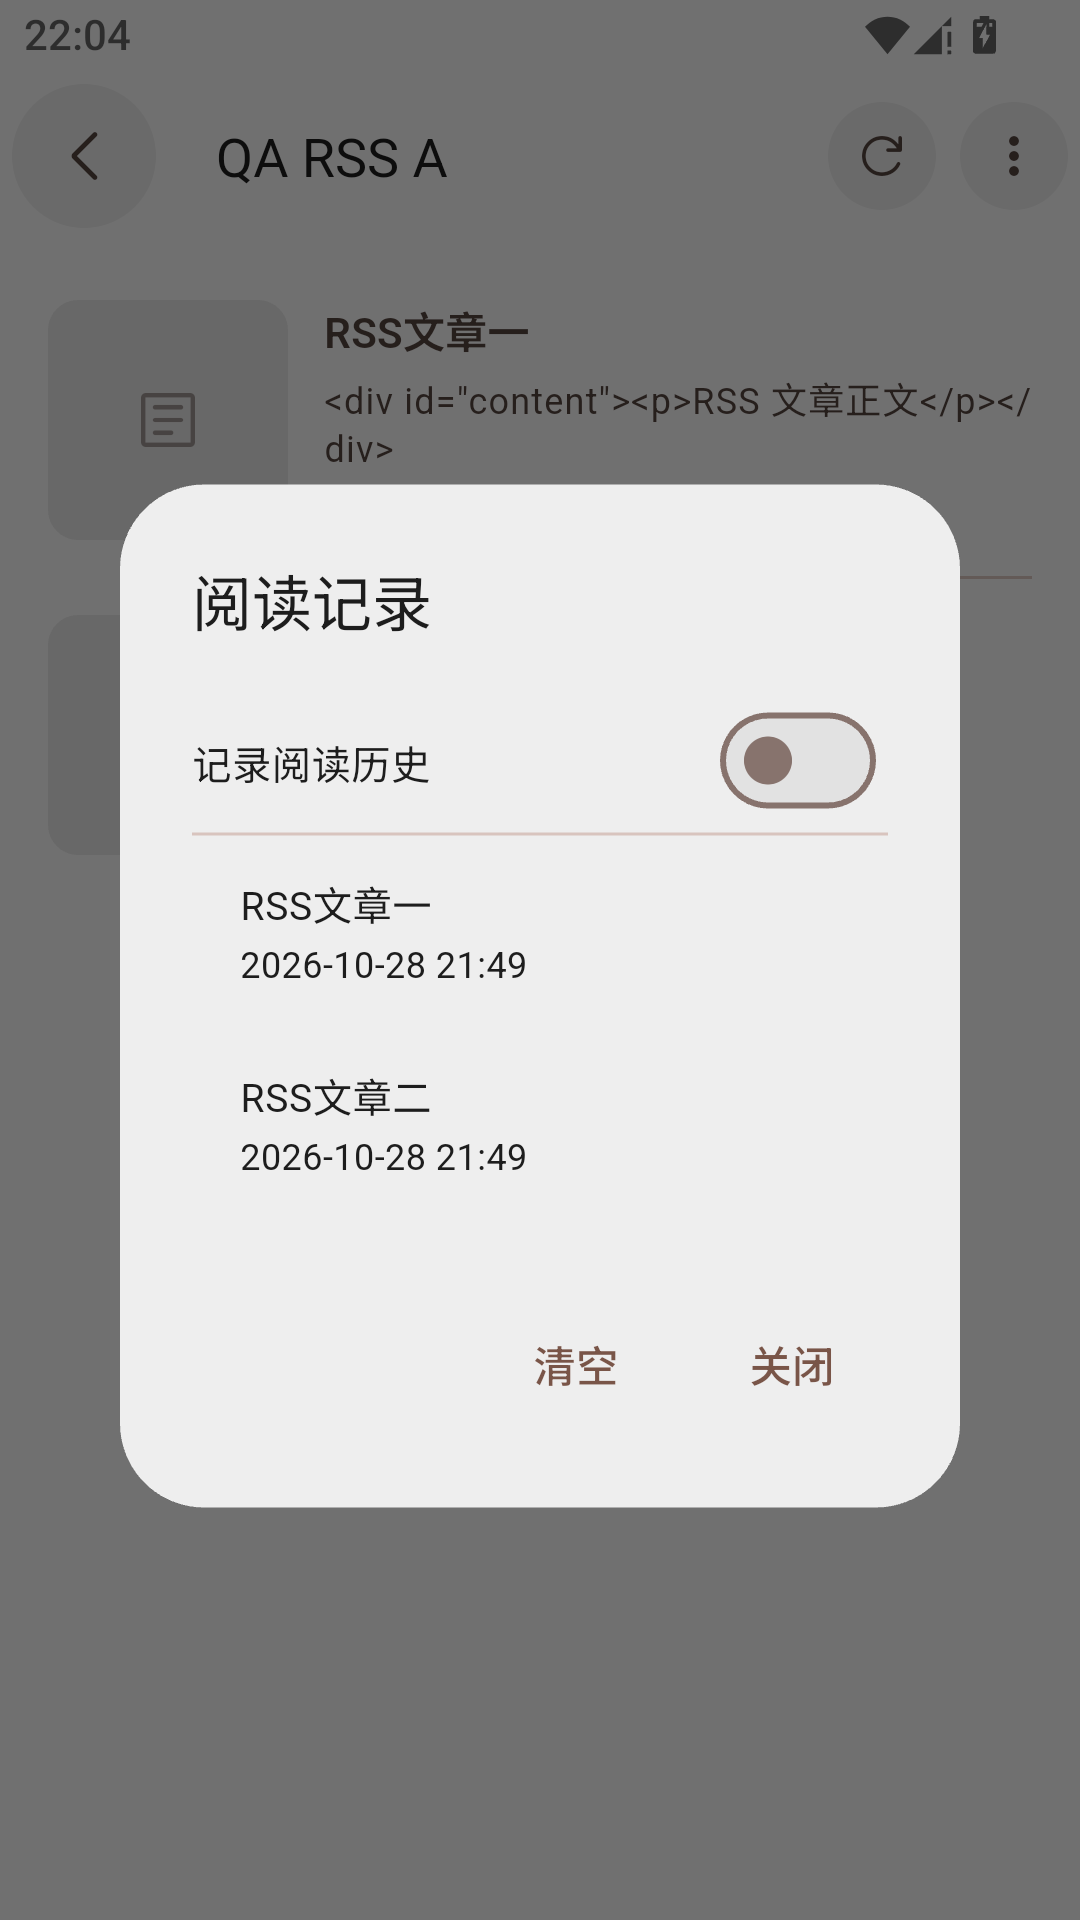 22:04
QA RSS A
RSS文章一
<div id="content"><p>RSS 文章正文</p></
div>
阅读记录
记录阅读历史
RSS文章一
2026-10-28 21:49
RSS文章二
2026-10-28 21:49
清空
关闭